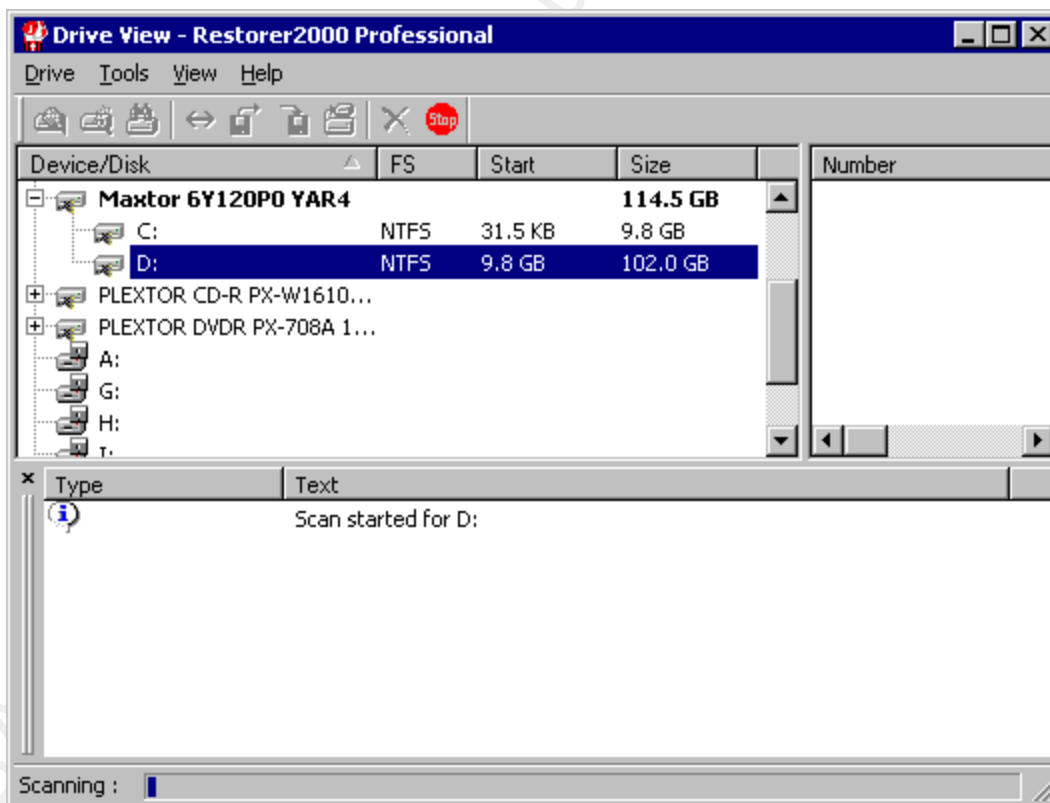 Drive View - Restorer2000 Professional
Drive Tools View Help
Stop
Device/Disk FS Start Size Number
Maxtor 6Y120P0 YAR4 114.5 GB
C: NTFS 31.5 KB 9.8 GB
D: NTFS 9.8 GB 102.0 GB
PLEXTOR CD-R PX-W1610...
PLEXTOR DVDR PX-708A 1...
A:
G:
H:
Type Text
Scan started for D:
Scanning :